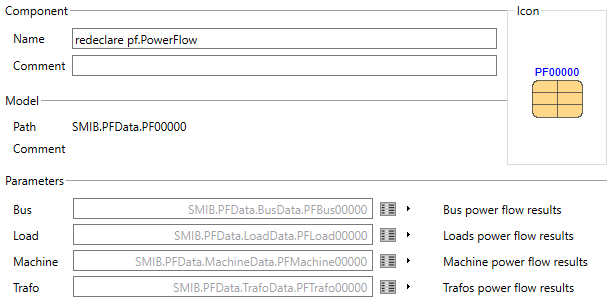 Component
Icon
Name redeclare pf.PowerFlow
Comment
PF00000
Model
Path SMIB.PFData.PF00000
Comment
Parameters
Bus SMIB.PFData.BusData.PFBus00000 Bus power flow results
Load SMIB.PFData.LoadData.PFLoad00000 Loads power flow results
Machine SMIB.PFData.MachineData.PFMachine00000 Machine power flow results
Trafo SMIB.PFData.TrafoData.PFTrafo00000 Trafos power flow results